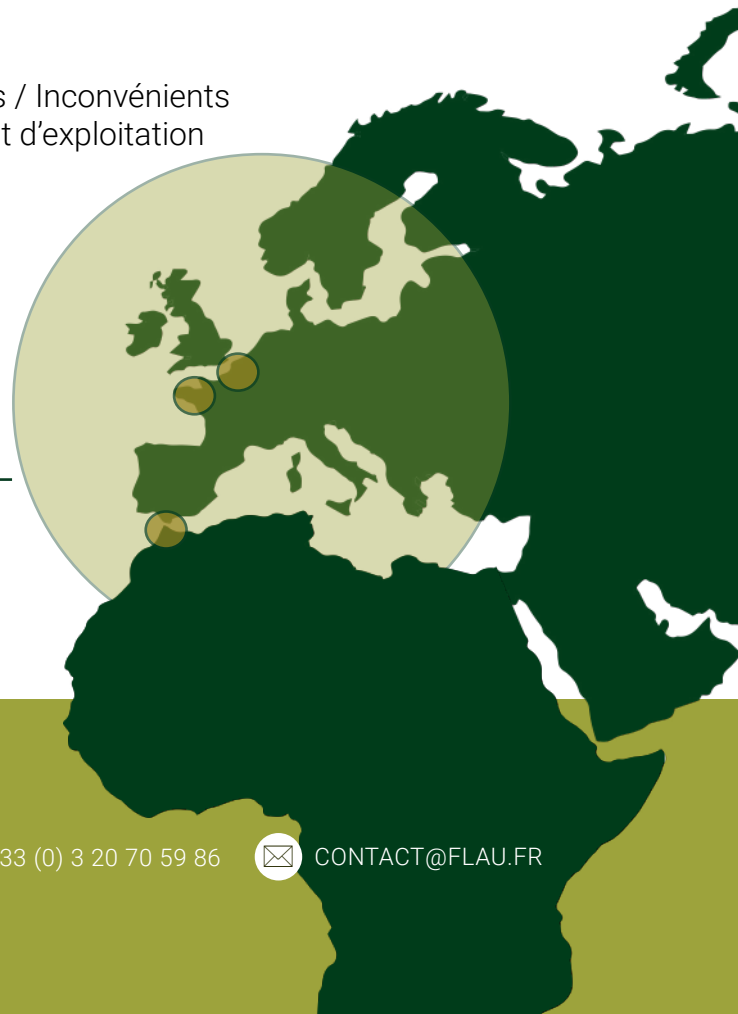 s / Inconvénients
t d'exploitation
33 (0) 3 20 70 59 86
CONTACT@FLAU.FR